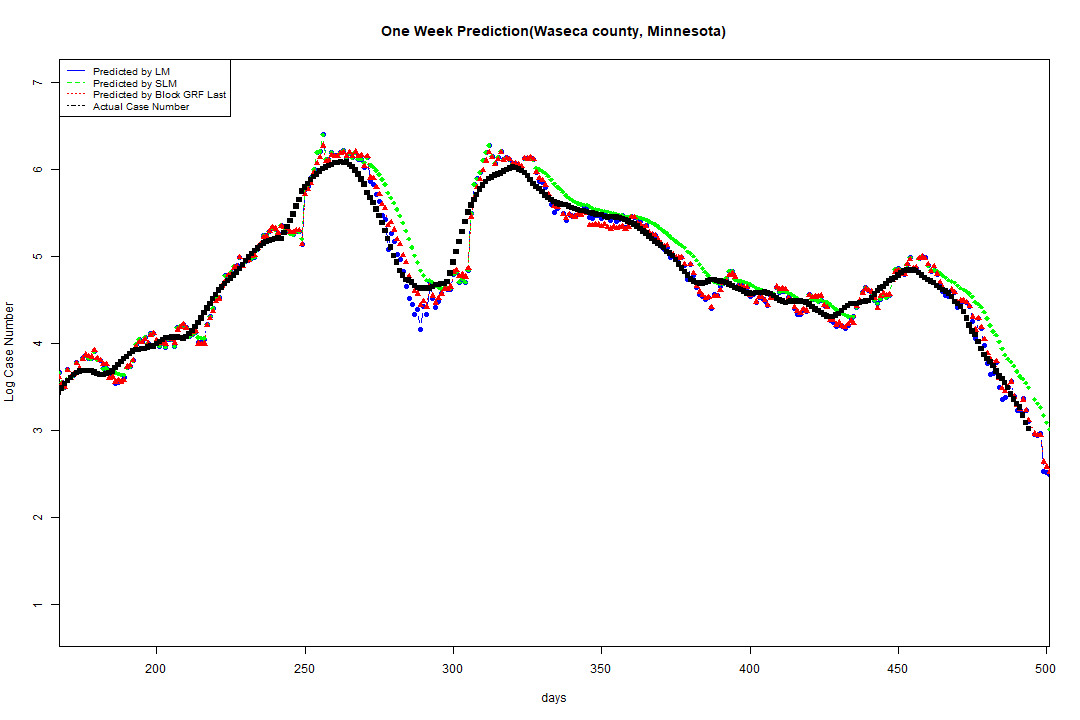 One Week Prediction(Waseca county, Minnesota)
Predicted by LM
Predicted by SLM
Predicted by Block GRF Last
Actual Case Number
Log Case Number
7
6
5
4
3
2
1
200
250
300
350
400
450
500
days